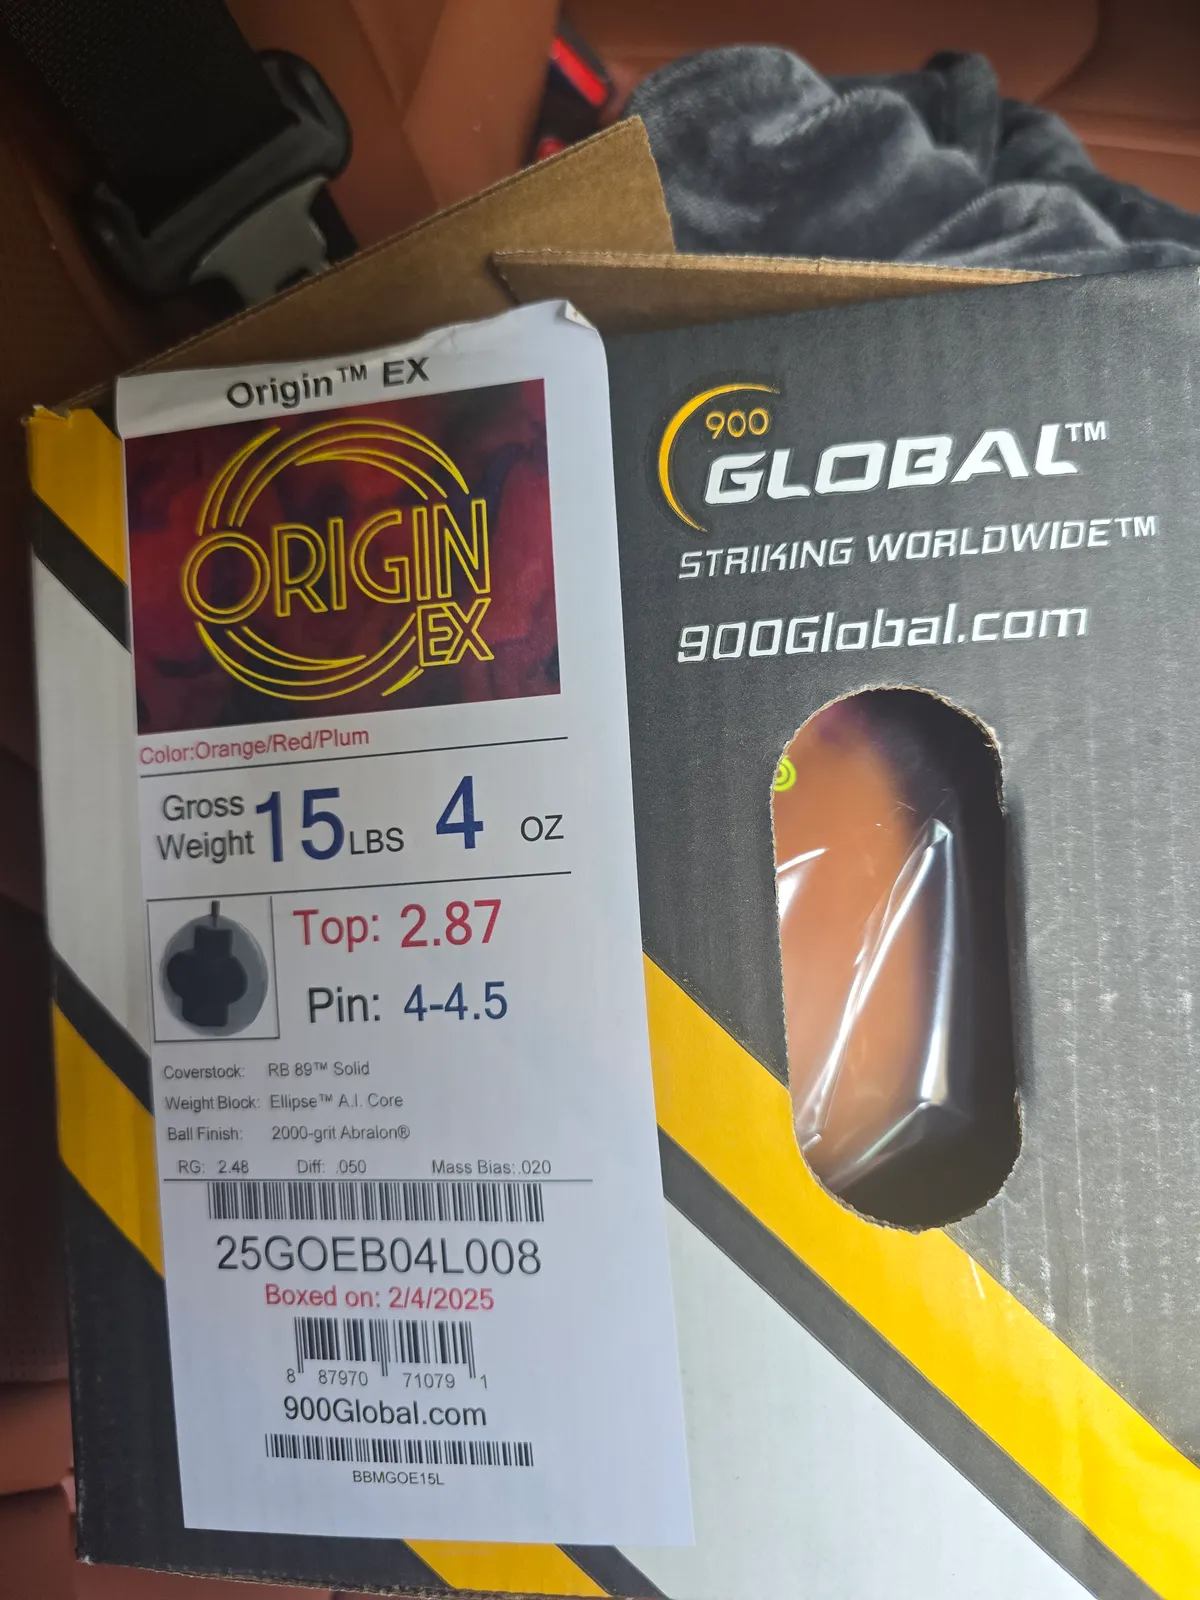 Origin™ EX
ORIGIN
EX
Color:Orange/Red/Plum
Gross Weight 15 LBS 4 OZ
Top: 2.87
Pin: 4-4.5
Coverstock: RB 89™ Solid
Weight Block: Ellipse™ A.I. Core
Ball Finish: 2000-grit Abralon®
RG: 2.48 Diff: .050 Mass Bias:.020
25GOEB04L008
Boxed on: 2/4/2025
8 87970 71079 1
900Global.com
BBMGOE15L
900
GLOBAL™
STRIKING WORLDWIDE™
900Global.com